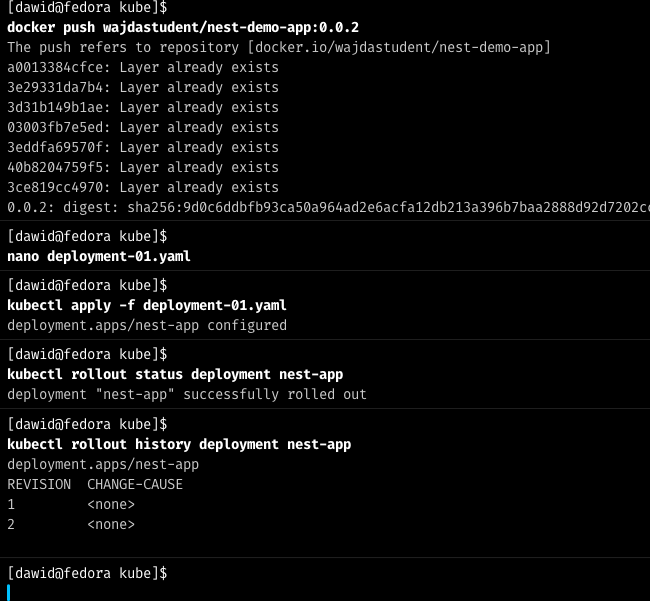 [dawid@fedora kube]$
docker push wajdastudent/nest-demo-app:0.0.2
The push refers to repository [docker.io/wajdastudent/nest-demo-app]
a0013384cfce: Layer already exists
3e29331da7b4: Layer already exists
3d31b149b1ae: Layer already exists
03003fb7e5ed: Layer already exists
3eddfa69570f: Layer already exists
40b8204759f5: Layer already exists
3ce819cc4970: Layer already exists
0.0.2: digest: sha256:9d0c6ddbfb93ca50a964ad2e6acfa12db213a396b7baa2888d92d7202cc
[dawid@fedora kube]$
nano deployment-01.yaml
[dawid@fedora kube]$
kubectl apply -f deployment-01.yaml
deployment.apps/nest-app configured
[dawid@fedora kube]$
kubectl rollout status deployment nest-app
deployment "nest-app" successfully rolled out
[dawid@fedora kube]$
kubectl rollout history deployment nest-app
deployment.apps/nest-app
REVISION  CHANGE-CAUSE
1         <none>
2         <none>
[dawid@fedora kube]$